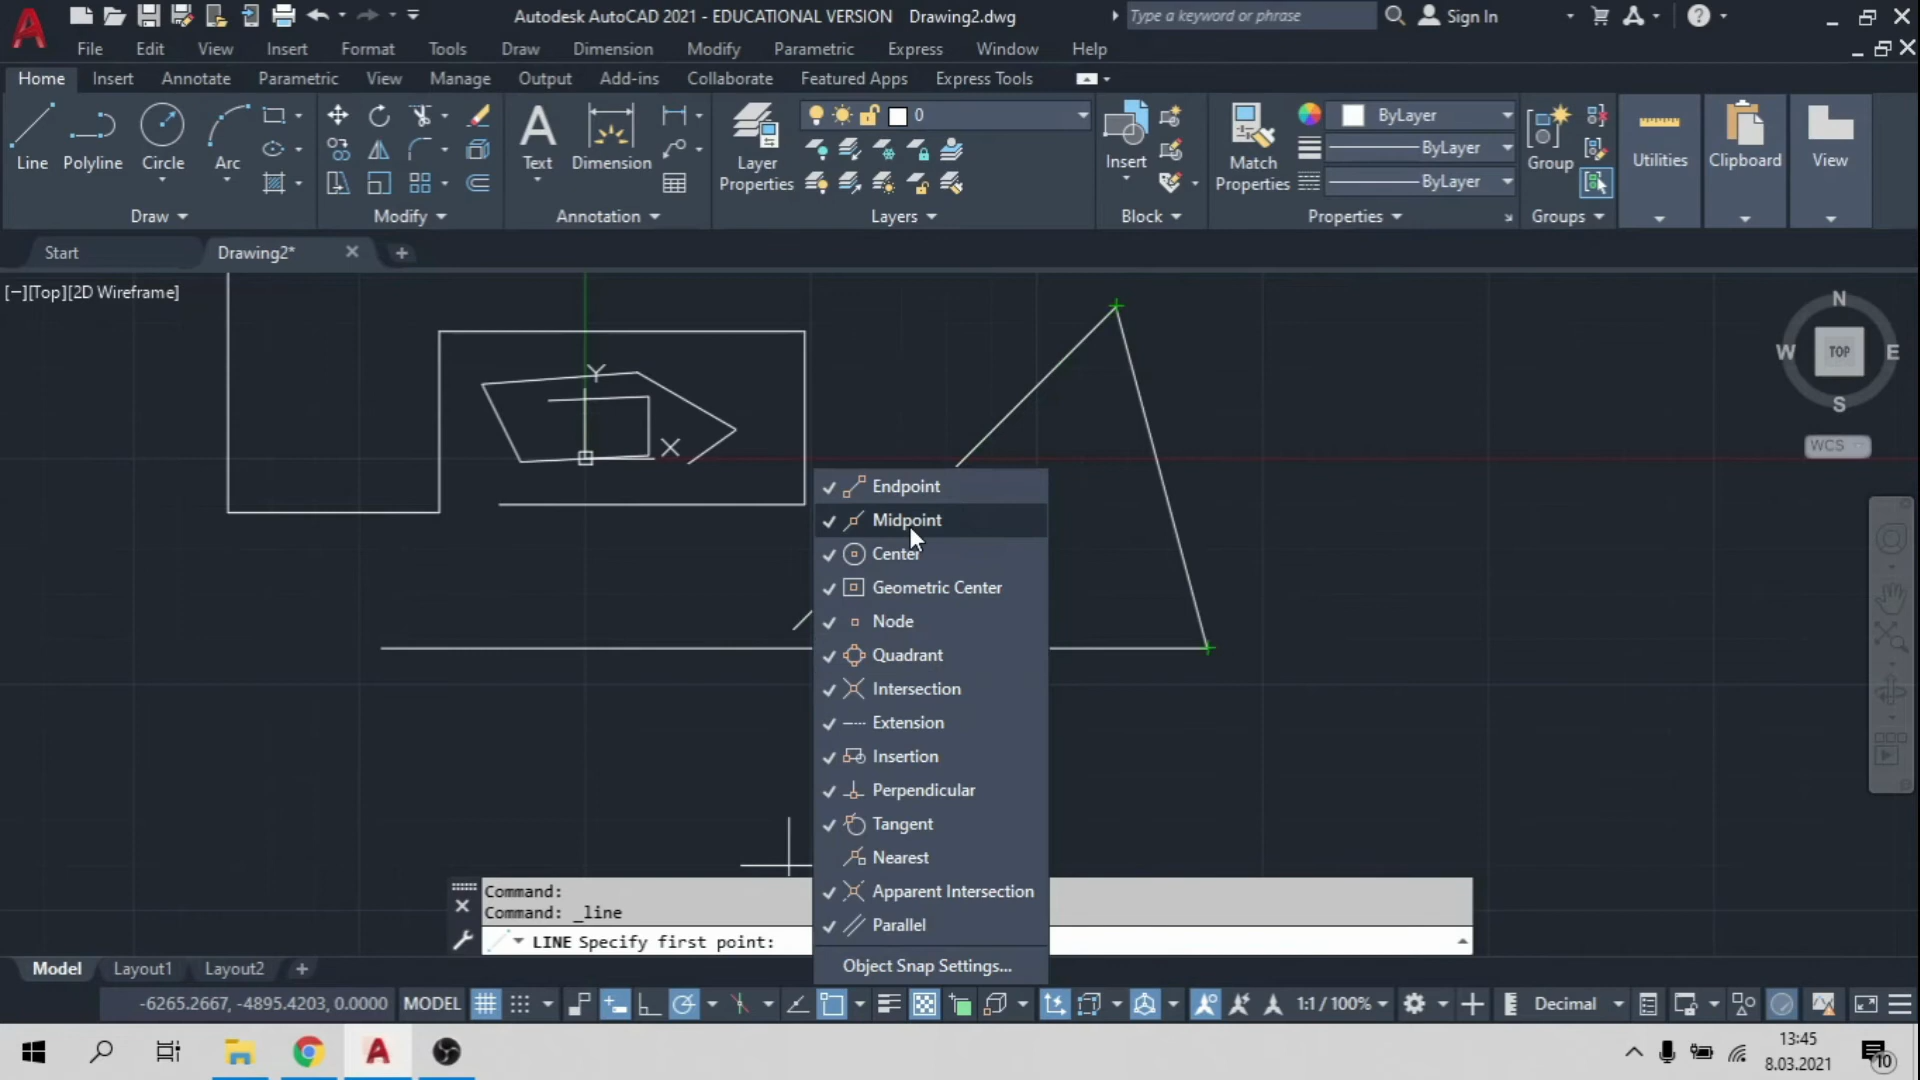 Autodesk AutoCAD 2021 - EDUCATIONAL VERSION Drawing2.dwg
Type a keyword or phrase
Sign In
File Edit View Insert Format Tools Draw Dimension Modify Parametric Express Window Help
Home Insert Annotate Parametric View Manage Output Add-ins Collaborate Featured Apps Express Tools
0
ByLayer
ByLayer
ByLayer
Line Polyline Circle Arc
Text Dimension
Layer Properties
Insert
Match Properties
Group
Utilities Clipboard View
Draw Modify Annotation Layers Block Properties Groups
Start Drawing2*
[−][Top][2D Wireframe]
N
W TOP E
S
WCS
Y
X
Endpoint
Midpoint
Center
Geometric Center
Node
Quadrant
Intersection
Extension
Insertion
Perpendicular
Tangent
Nearest
Apparent Intersection
Parallel
Object Snap Settings...
Command:
Command: _line
LINE Specify first point:
Model Layout1 Layout2
-6265.2667, -4895.4203, 0.0000 MODEL 1:1 / 100% Decimal
13:45
8.03.2021
10